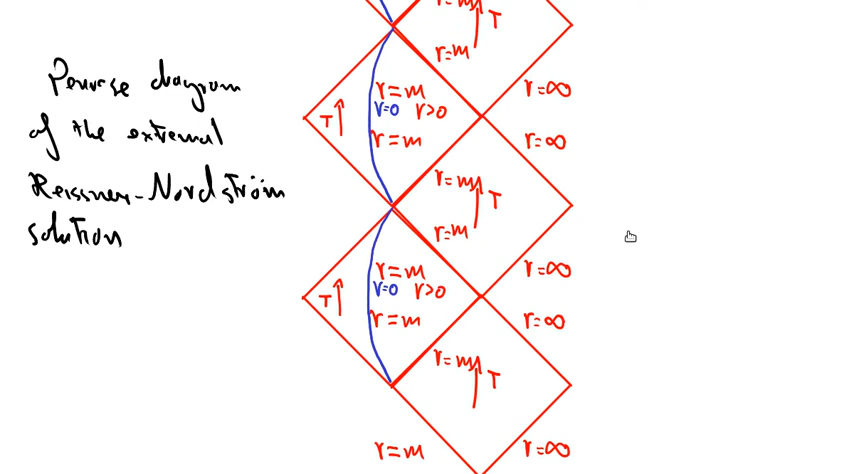 Penrose diagram
of the extremal
Reissner-Nordström
solution
r=m
T
r=m
r=m
r=0 r>0
r=∞
T
r=m
r=∞
r=m
T
r=m
r=m
r=0 r>0
r=∞
T
r=m
r=∞
r=m
T
r=m
r=∞